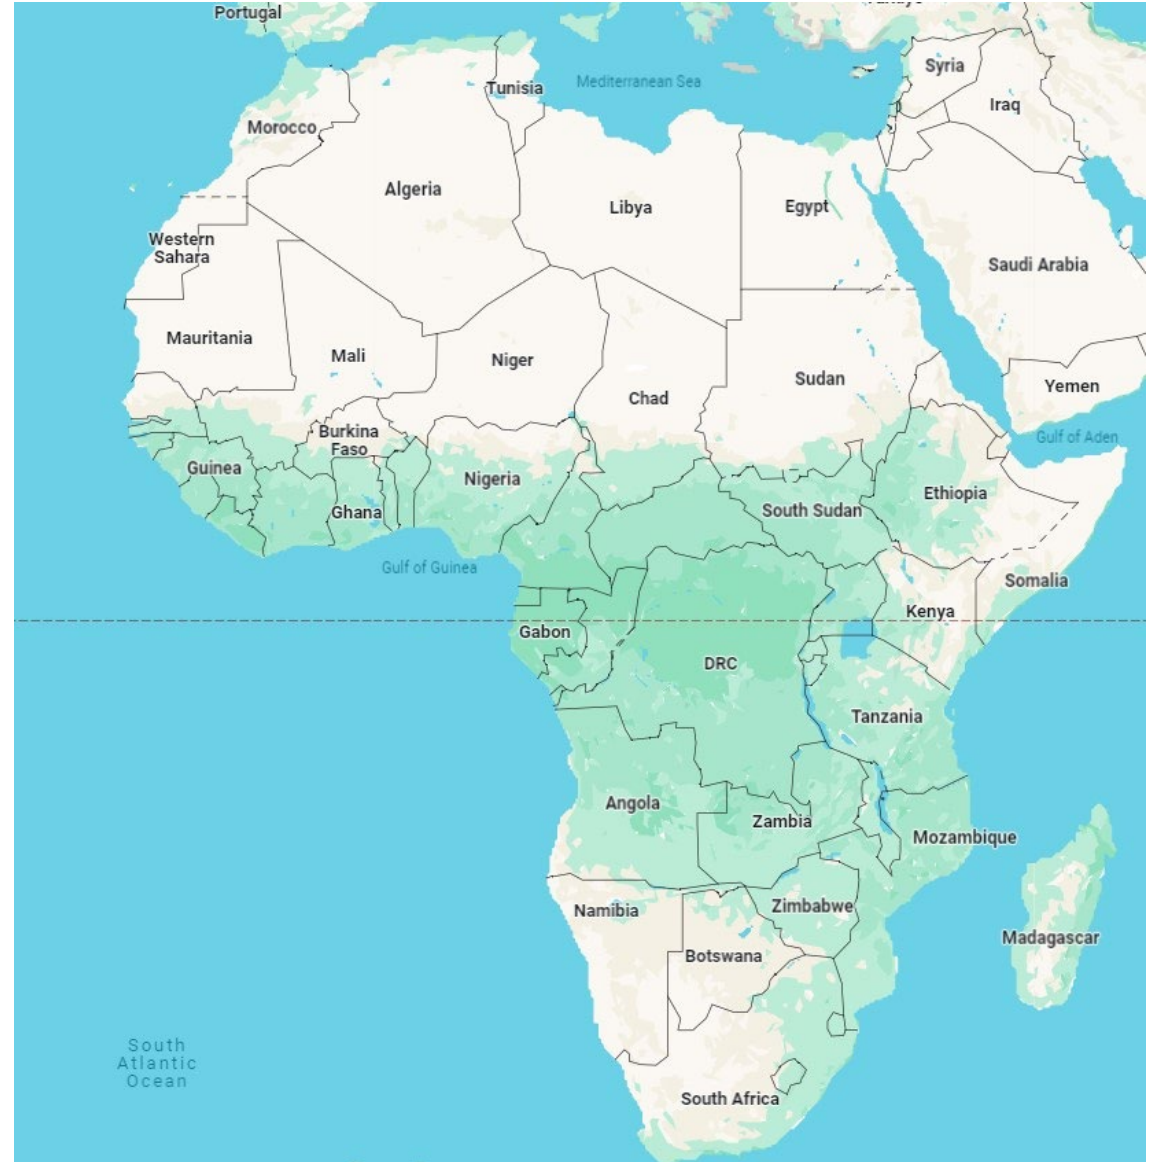 Portugal
Syria
Tunisia
Mediterranean Sea
Iraq
Morocco
Algeria
Libya
Egypt
Western
Sahara
Saudi Arabia
Mauritania
Mali
Niger
Chad
Sudan
Yemen
Burkina
Faso
Gulf of Aden
Guinea
Nigeria
Ethiopia
Ghana
South Sudan
Gulf of Guinea
Somalia
Kenya
Gabon
DRC
Tanzania
Angola
Zambia
Mozambique
Zimbabwe
Namibia
Madagascar
Botswana
South
Atlantic
Ocean
South Africa